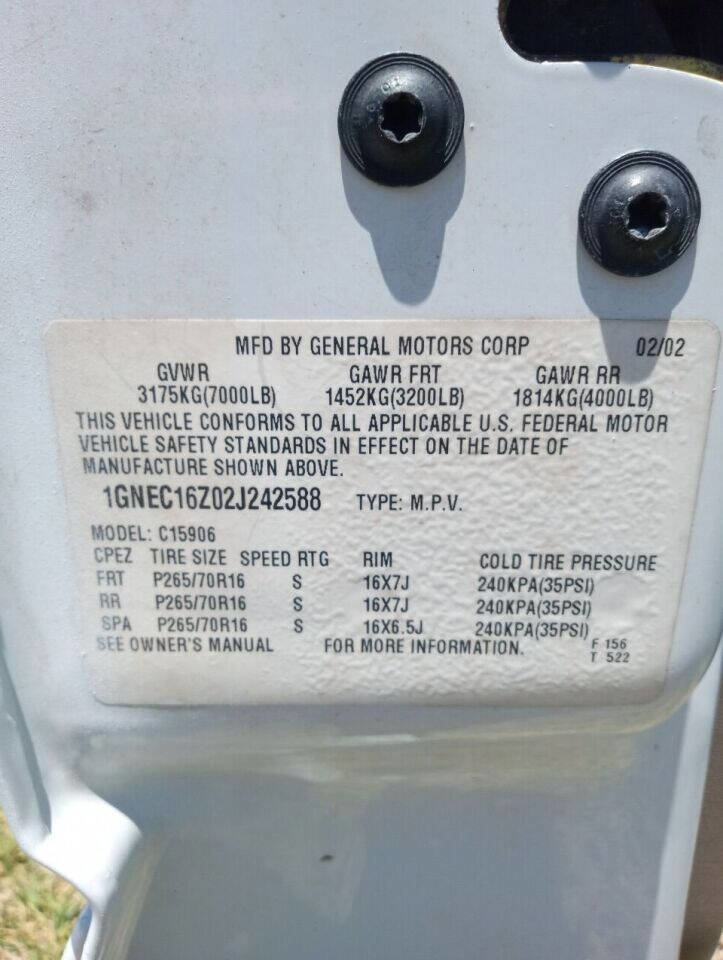 MFD BY GENERAL MOTORS CORP 02/02
GVWR GAWR FRT GAWR RR
3175KG(7000LB) 1452KG(3200LB) 1814KG(4000LB)
THIS VEHICLE CONFORMS TO ALL APPLICABLE U.S. FEDERAL MOTOR
VEHICLE SAFETY STANDARDS IN EFFECT ON THE DATE OF
MANUFACTURE SHOWN ABOVE.
1GNEC16Z02J242588 TYPE: M.P.V.
MODEL: C15906
CPEZ TIRE SIZE SPEED RTG RIM COLD TIRE PRESSURE
FRT P265/70R16 S 16X7J 240KPA(35PSI)
RR P265/70R16 S 16X7J 240KPA(35PSI)
SPA P265/70R16 S 16X6.5J 240KPA(35PSI)
SEE OWNER'S MANUAL FOR MORE INFORMATION. F 156
T 522